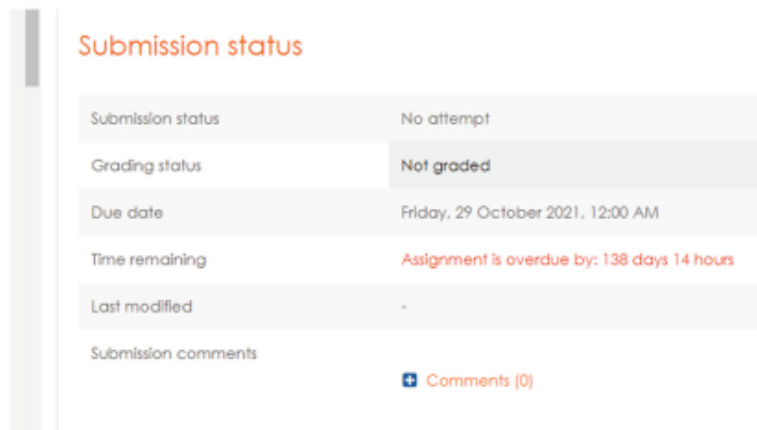 Submission status
Submission status No attempt
Grading status Not graded
Due date Friday, 29 October 2021, 12:00 AM
Time remaining Assignment is overdue by: 138 days 14 hours
Last modified -
Submission comments
Comments (0)